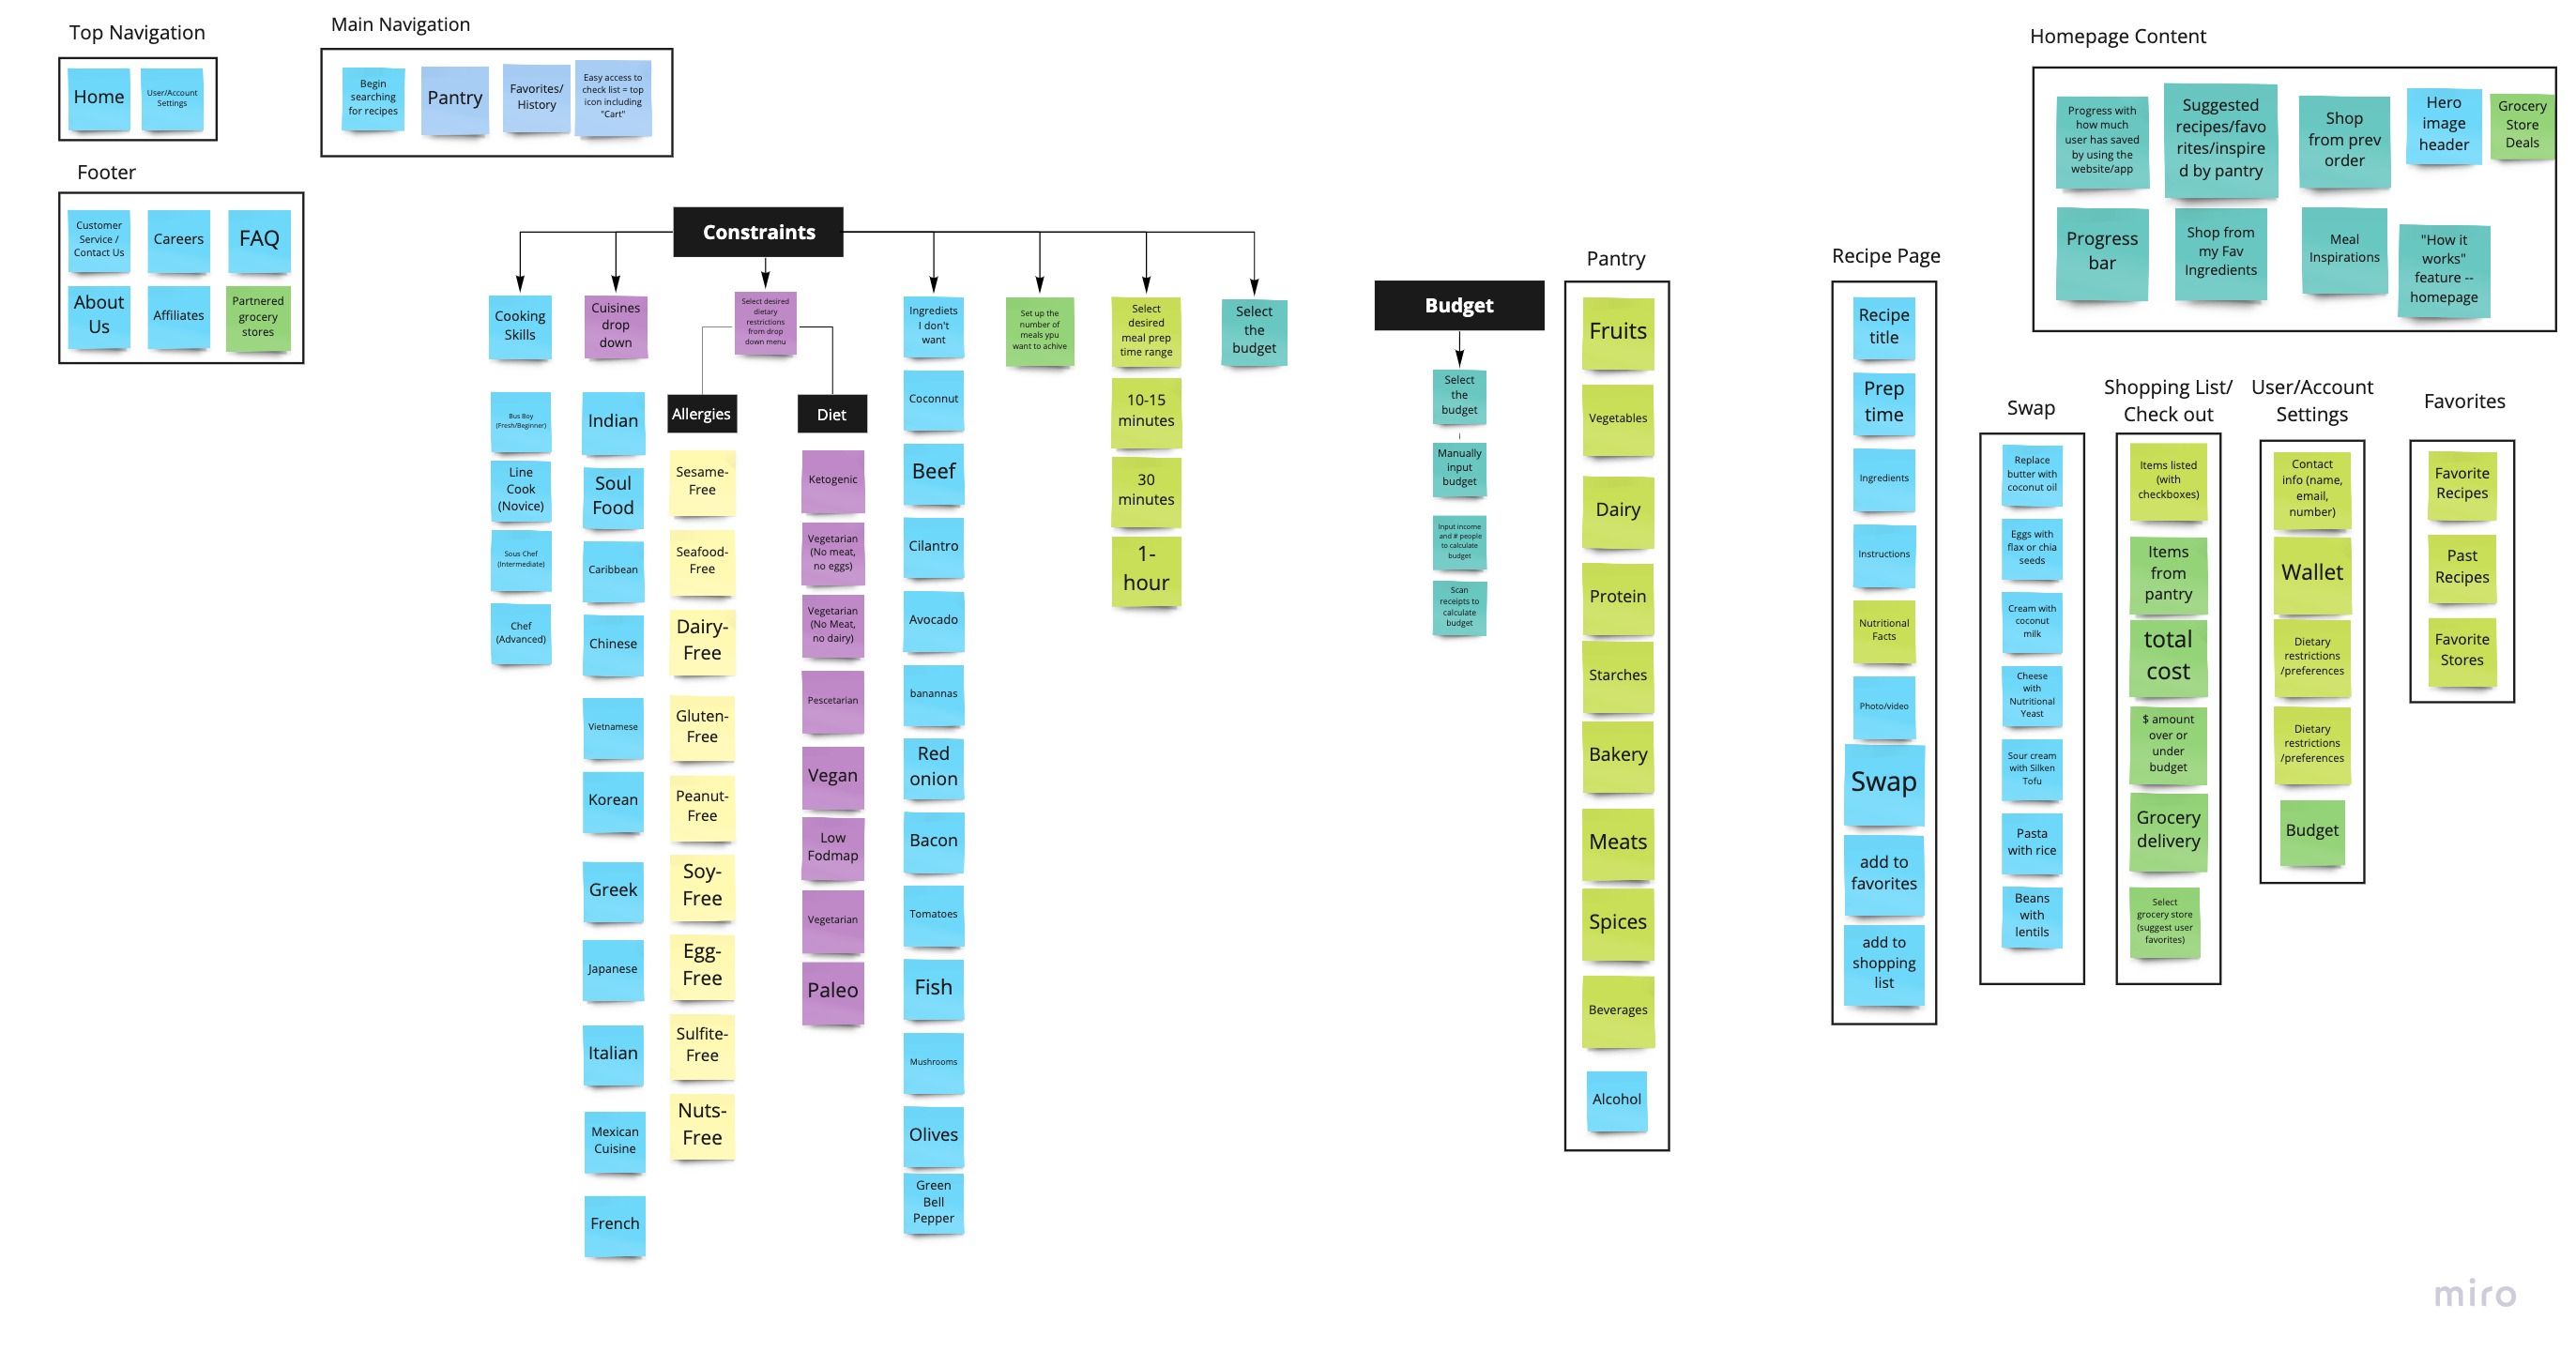 Top Navigation
Home
User/Account
Settings
Main Navigation
Begin
searching
for recipes
Pantry
Favorites/
History
Easy access to
check list = top
icon including
"Cart"
Homepage Content
Progress with
how much
user has saved
by using the
website/app
Suggested
recipes/favo
rites/inspire
d by pantry
Shop
from prev
order
Hero
image
header
Grocery
Store
Deals
Progress
bar
Shop from
my Fav
Ingredients
Meal
Inspirations
"How it
works"
feature --
homepage
Footer
Customer
Service /
Contact Us
Careers
FAQ
About
Us
Affiliates
Partnered
grocery
stores
Constraints
Cooking
Skills
Bus Boy
(Fresh/Beginner)
Line
Cook
(Novice)
Sous Chef
(Intermediate)
Chef
(Advanced)
Cuisines
drop
down
Indian
Soul
Food
Caribbean
Chinese
Vietnamese
Korean
Greek
Japanese
Italian
Mexican
Cuisine
French
Select desired
dietary
restrictions
from drop
down menu
Allergies
Sesame-
Free
Seafood-
Free
Dairy-
Free
Gluten-
Free
Peanut-
Free
Soy-
Free
Egg-
Free
Sulfite-
Free
Nuts-
Free
Diet
Ketogenic
Vegetarian
(No meat,
no eggs)
Vegetarian
(No Meat,
no dairy)
Pescetarian
Vegan
Low
Fodmap
Vegetarian
Paleo
Ingrediets
I don't
want
Coconnut
Beef
Cilantro
Avocado
banannas
Red
onion
Bacon
Tomatoes
Fish
Mushrooms
Olives
Green
Bell
Pepper
Set up the
number of
meals ypu
want to achive
Select
desired
meal prep
time range
10-15
minutes
30
minutes
1-
hour
Select
the
budget
Budget
Select
the
budget
Manually
input
budget
Input income
and # people
to calculate
budget
Scan
receipts to
calculate
budget
Pantry
Fruits
Vegetables
Dairy
Protein
Starches
Bakery
Meats
Spices
Beverages
Alcohol
Recipe Page
Recipe
title
Prep
time
Ingredients
Instructions
Nutritional
Facts
Photo/video
Swap
add to
favorites
add to
shopping
list
Swap
Replace
butter with
coconut oil
Eggs with
flax or chia
seeds
Cream with
coconut
milk
Cheese
with
Nutritional
Yeast
Sour cream
with Silken
Tofu
Pasta
with rice
Beans
with
lentils
Shopping List/
Check out
Items listed
(with
checkboxes)
Items
from
pantry
total
cost
$ amount
over or
under
budget
Grocery
delivery
Select
grocery store
(suggest user
favorites)
User/Account
Settings
Contact
info (name,
email,
number)
Wallet
Dietary
restrictions
/preferences
Dietary
restrictions
/preferences
Budget
Favorites
Favorite
Recipes
Past
Recipes
Favorite
Stores
miro